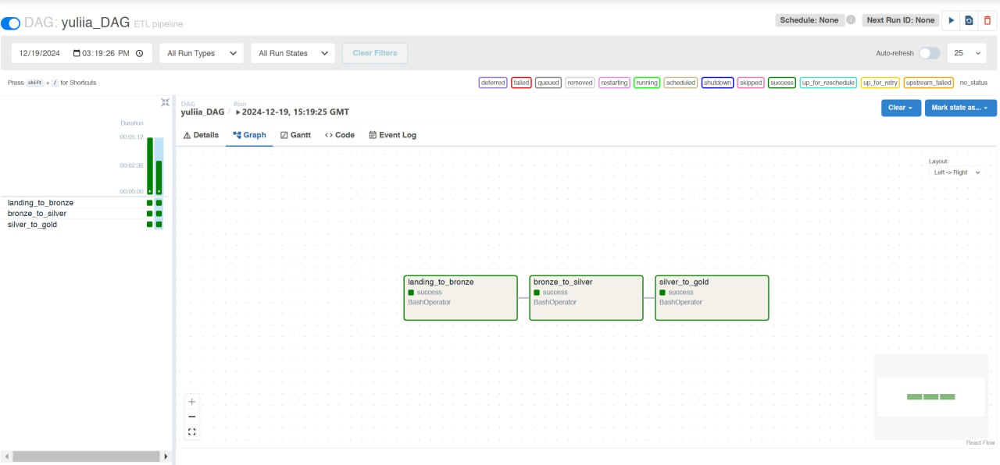 DAG: yuliia_DAG ETL pipeline
Schedule: None
Next Run ID: None
12/19/2024 03:19:26 PM
All Run Types
All Run States
Clear Filters
Auto-refresh
25
Press shift + / for Shortcuts
deferred failed queued removed restarting running scheduled shutdown skipped success up_for_reschedule up_for_retry upstream_failed no_status
Duration
00:05:12
00:02:36
00:00:00
landing_to_bronze
bronze_to_silver
silver_to_gold
DAG
yuliia_DAG
/
Run
2024-12-19, 15:19:25 GMT
Clear
Mark state as...
Details
Graph
Gantt
Code
Event Log
Layout:
Left -> Right
landing_to_bronze
success
BashOperator
bronze_to_silver
success
BashOperator
silver_to_gold
success
BashOperator
React Flow